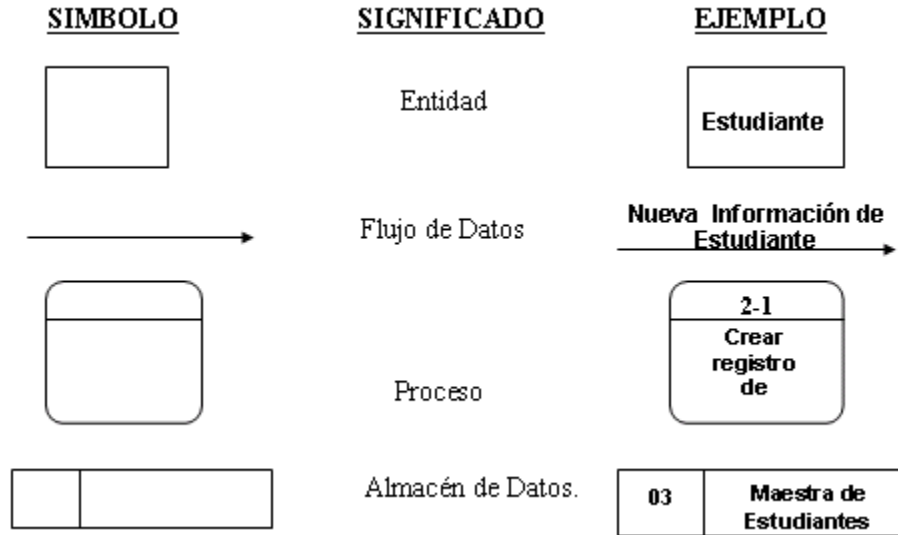 SIMBOLO SIGNIFICADO EJEMPLO
Entidad
Estudiante
Flujo de Datos
Nueva Información de
Estudiante
2-1
Crear
registro
de
Proceso
Almacén de Datos.
03 Maestra de
Estudiantes